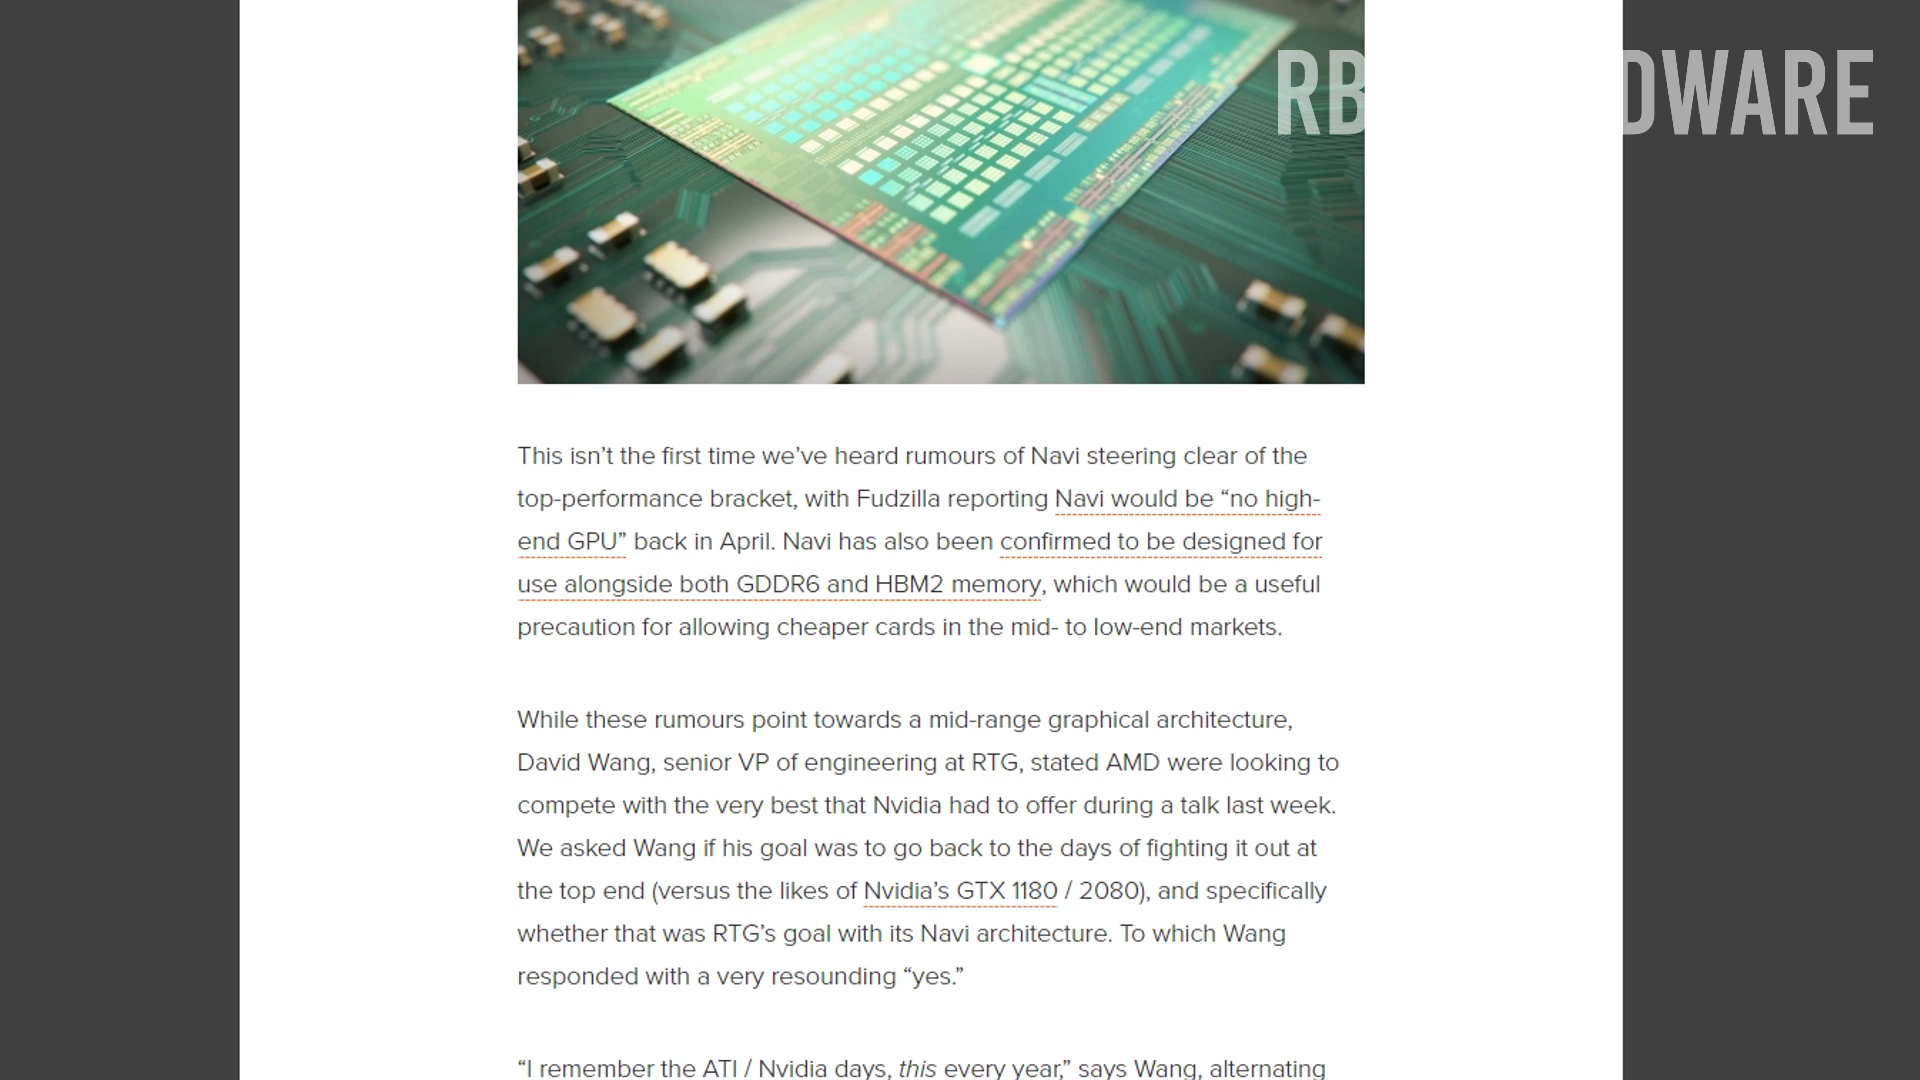 RB DWARE
This isn’t the first time we’ve heard rumours of Navi steering clear of the
top-performance bracket, with Fudzilla reporting Navi would be “no high-
end GPU” back in April. Navi has also been confirmed to be designed for
use alongside both GDDR6 and HBM2 memory, which would be a useful
precaution for allowing cheaper cards in the mid- to low-end markets.
While these rumours point towards a mid-range graphical architecture,
David Wang, senior VP of engineering at RTG, stated AMD were looking to
compete with the very best that Nvidia had to offer during a talk last week.
We asked Wang if his goal was to go back to the days of fighting it out at
the top end (versus the likes of Nvidia’s GTX 1180 / 2080), and specifically
whether that was RTG’s goal with its Navi architecture. To which Wang
responded with a very resounding “yes.”
“I remember the ATI / Nvidia days, this every year,” says Wang, alternating